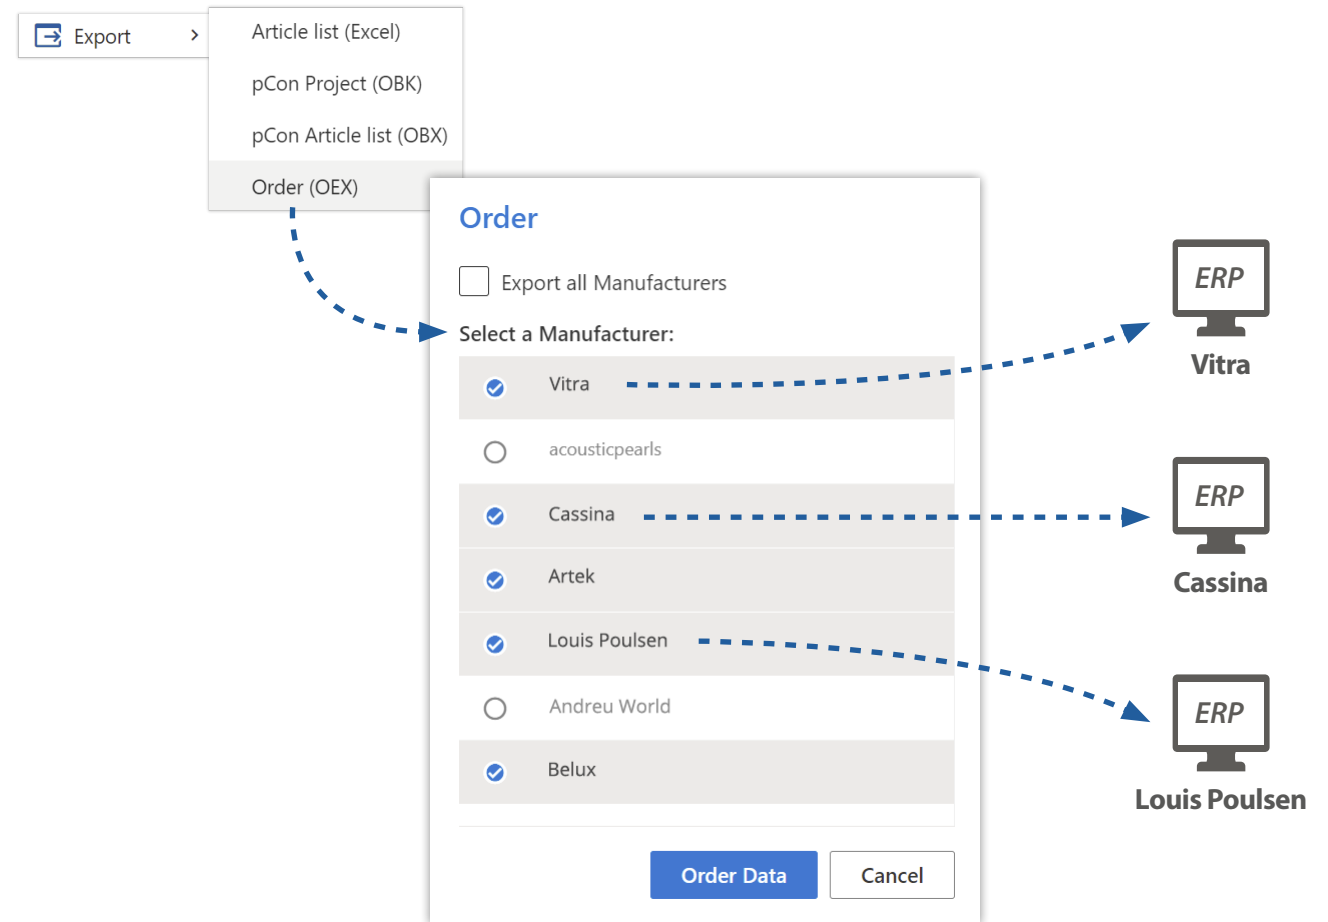 Export
Article list (Excel)
pCon Project (OBK)
pCon Article list (OBX)
Order (OEX)
Order
Export all Manufacturers
Select a Manufacturer:
Vitra
acousticpearls
Cassina
Artek
Louis Poulsen
Andreu World
Belux
Order Data
Cancel
ERP
Vitra
ERP
Cassina
ERP
Louis Poulsen